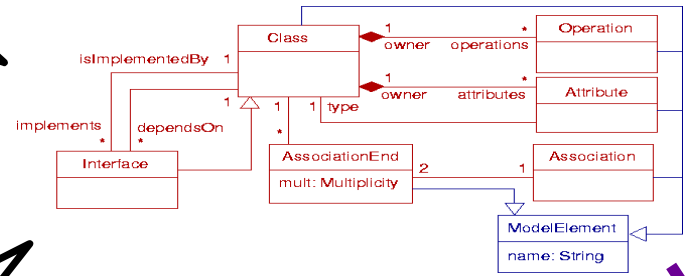 Class
1
*
Operation
owner
operations
isImplementedBy
1
1
*
Attribute
owner
attributes
1
1
1
type
implements
*
*
dependsOn
*
Interface
AssociationEnd
2
1
Association
mult: Multiplicity
ModelElement
name: String